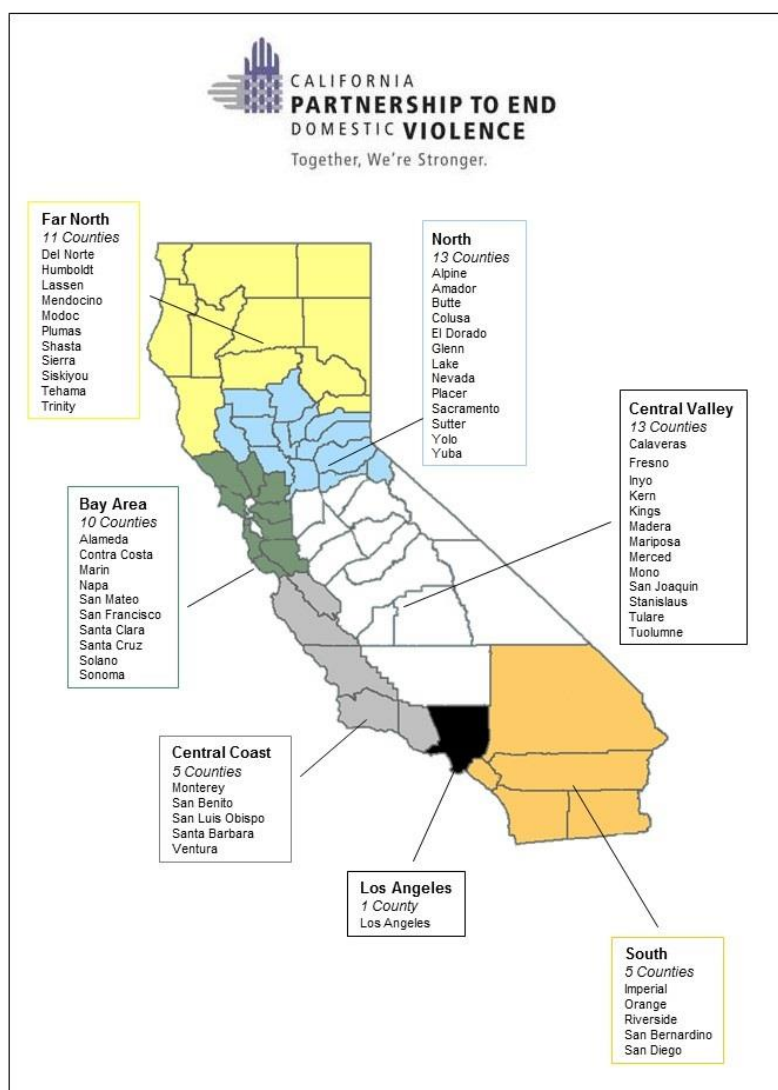 CALIFORNIA
PARTNERSHIP TO END
DOMESTIC VIOLENCE
Together, We're Stronger.
Far North
11 Counties
Del Norte
Humboldt
Lassen
Mendocino
Modoc
Plumas
Shasta
Sierra
Siskiyou
Tehama
Trinity
North
13 Counties
Alpine
Amador
Butte
Colusa
El Dorado
Glenn
Lake
Nevada
Placer
Sacramento
Sutter
Yolo
Yuba
Central Valley
13 Counties
Calaveras
Fresno
Inyo
Kern
Kings
Madera
Mariposa
Merced
Mono
San Joaquin
Stanislaus
Tulare
Tuolumne
Bay Area
10 Counties
Alameda
Contra Costa
Marin
Napa
San Mateo
San Francisco
Santa Clara
Santa Cruz
Solano
Sonoma
Central Coast
5 Counties
Monterey
San Benito
San Luis Obispo
Santa Barbara
Ventura
Los Angeles
1 County
Los Angeles
South
5 Counties
Imperial
Orange
Riverside
San Bernardino
San Diego